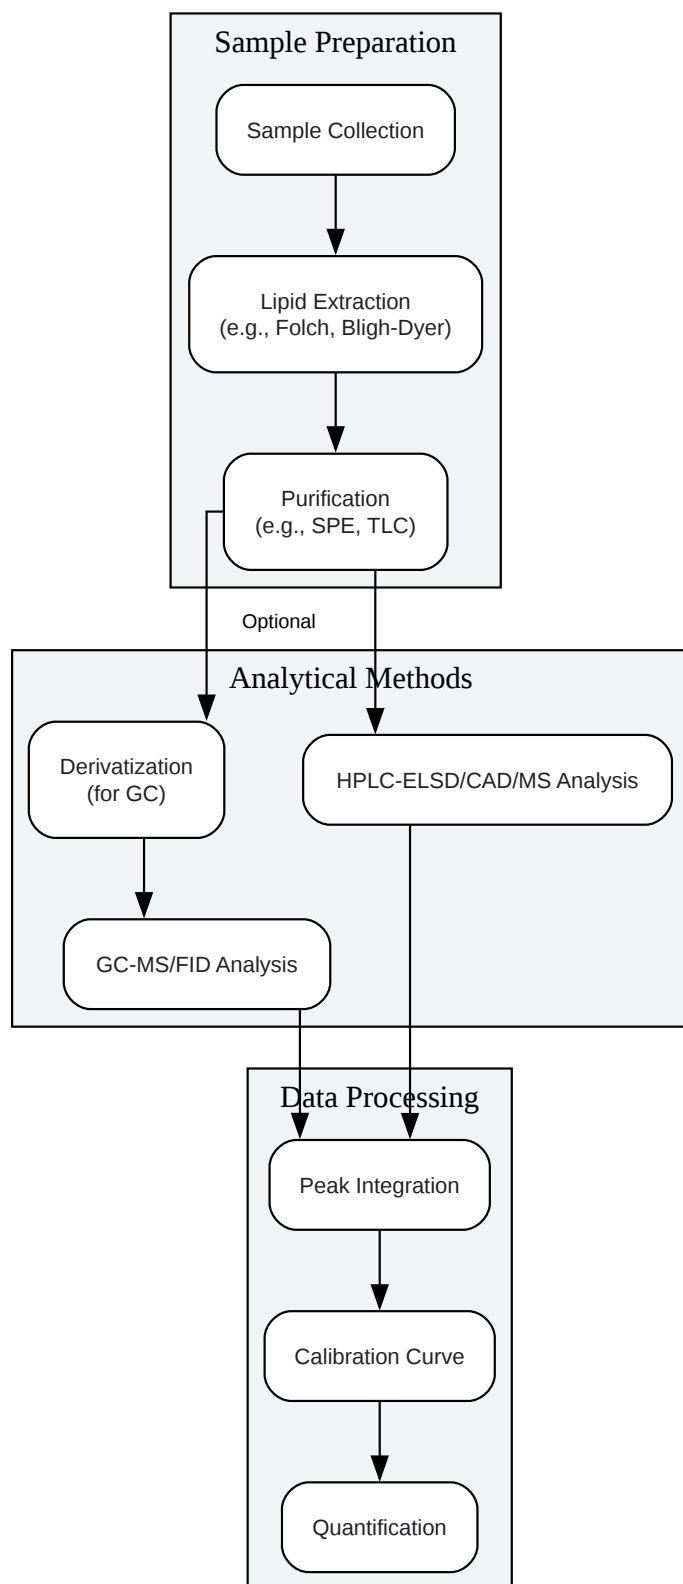 Sample Preparation
Sample Collection
Lipid Extraction
(e.g., Folch, Bligh-Dyer)
Purification
(e.g., SPE, TLC)
Optional
Analytical Methods
Derivatization
(for GC)
HPLC-ELSD/CAD/MS Analysis
GC-MS/FID Analysis
Data Processing
Peak Integration
Calibration Curve
Quantification